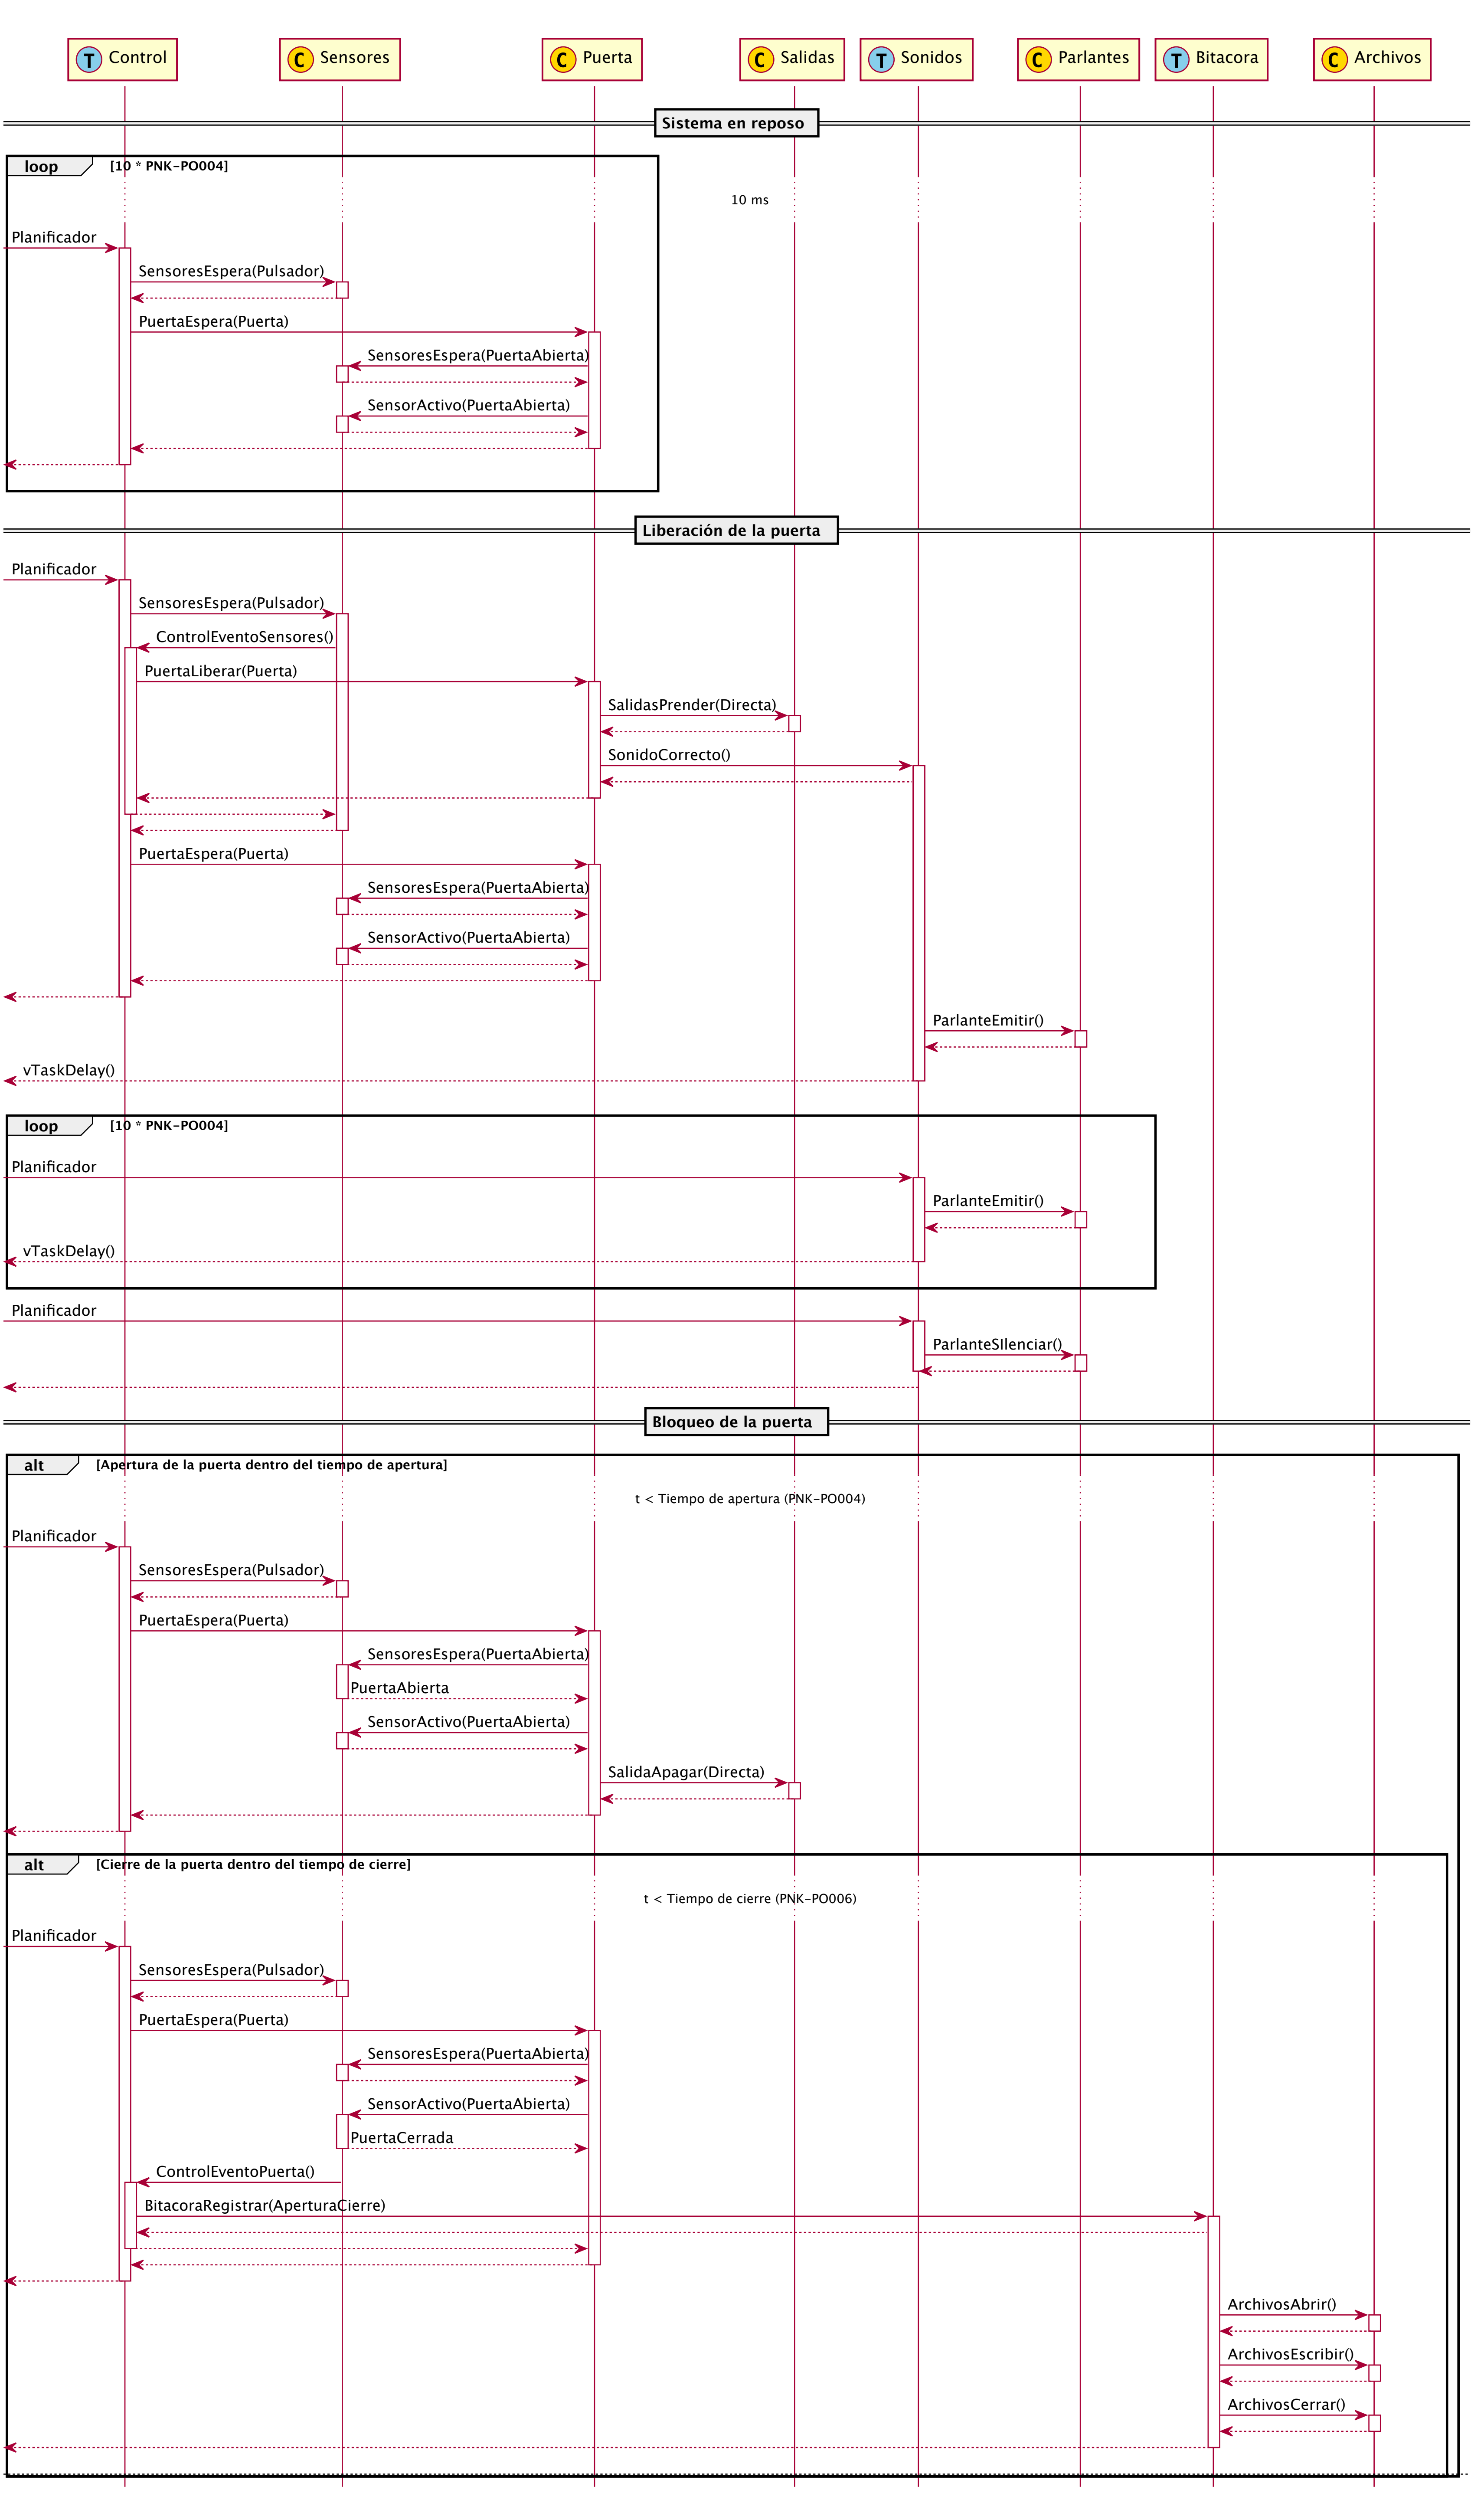 T Control
C Sensores
C Puerta
C Salidas
T Sonidos
C Parlantes
T Bitacora
C Archivos
Sistema en reposo
loop [10 * PNK-PO004]
10 ms
Planificador
SensoresEspera(Pulsador)
PuertaEspera(Puerta)
SensoresEspera(PuertaAbierta)
SensorActivo(PuertaAbierta)
Liberación de la puerta
Planificador
SensoresEspera(Pulsador)
ControlEventoSensores()
PuertaLiberar(Puerta)
SalidasPrender(Directa)
SonidoCorrecto()
PuertaEspera(Puerta)
SensoresEspera(PuertaAbierta)
SensorActivo(PuertaAbierta)
ParlanteEmitir()
vTaskDelay()
loop [10 * PNK-PO004]
Planificador
ParlanteEmitir()
vTaskDelay()
Planificador
ParlanteSIlenciar()
Bloqueo de la puerta
alt [Apertura de la puerta dentro del tiempo de apertura]
t < Tiempo de apertura (PNK-PO004)
Planificador
SensoresEspera(Pulsador)
PuertaEspera(Puerta)
SensoresEspera(PuertaAbierta)
PuertaAbierta
SensorActivo(PuertaAbierta)
SalidaApagar(Directa)
alt [Cierre de la puerta dentro del tiempo de cierre]
t < Tiempo de cierre (PNK-PO006)
Planificador
SensoresEspera(Pulsador)
PuertaEspera(Puerta)
SensoresEspera(PuertaAbierta)
SensorActivo(PuertaAbierta)
PuertaCerrada
ControlEventoPuerta()
BitacoraRegistrar(AperturaCierre)
ArchivosAbrir()
ArchivosEscribir()
ArchivosCerrar()